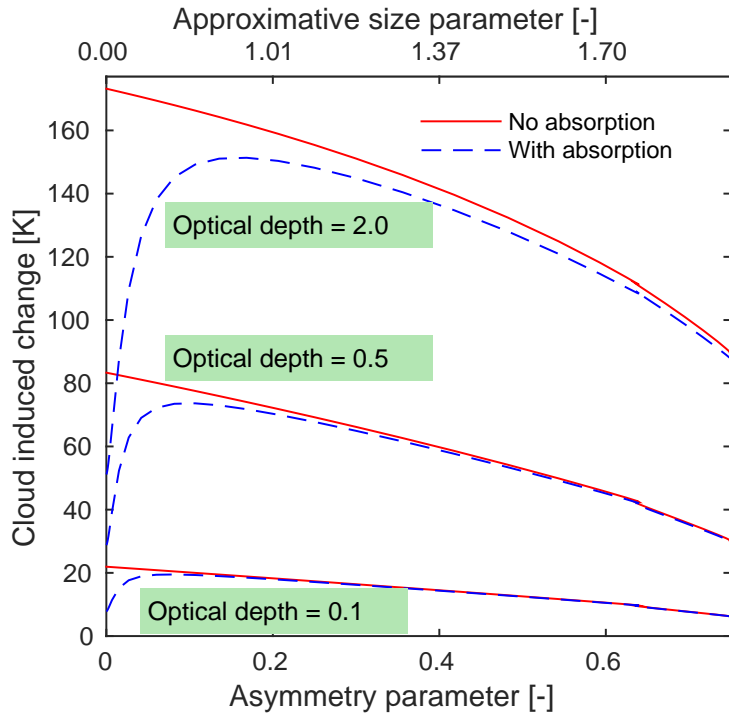 Approximative size parameter [-]
0.00 1.01 1.37 1.70
No absorption
With absorption
Optical depth = 2.0
Optical depth = 0.5
Optical depth = 0.1
Cloud induced change [K]
160
140
120
100
80
60
40
20
0
0 0.2 0.4 0.6
Asymmetry parameter [-]